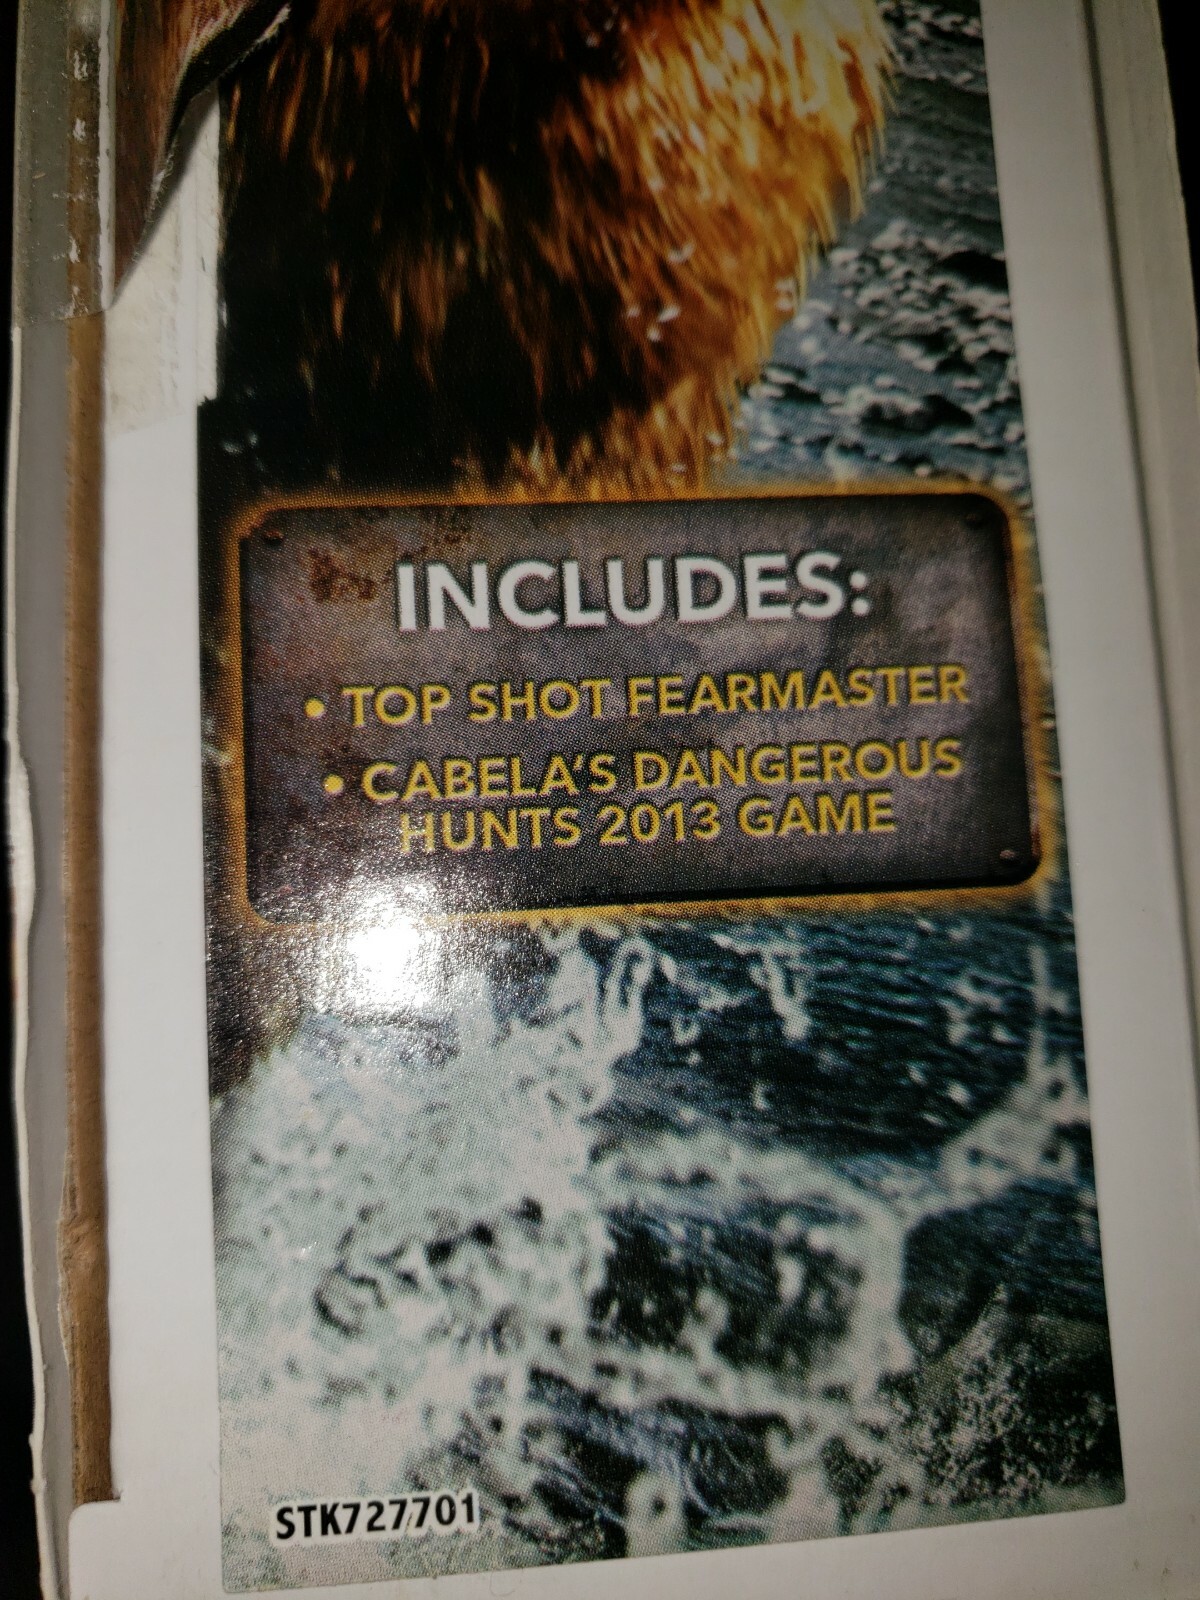 INCLUDES:
• TOP SHOT FEARMASTER
• CABELA'S DANGEROUS
HUNTS 2013 GAME
STK727701